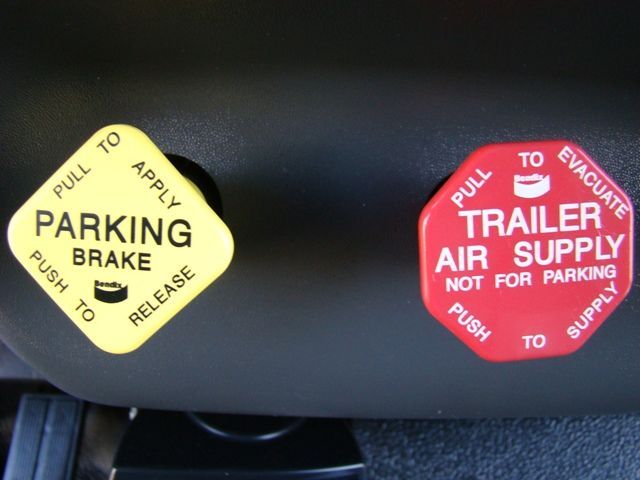 PULL TO APPLY
PARKING
BRAKE
Bendix
PUSH TO RELEASE
PULL TO EVACUATE
Bendix
TRAILER
AIR SUPPLY
NOT FOR PARKING
PUSH TO SUPPLY